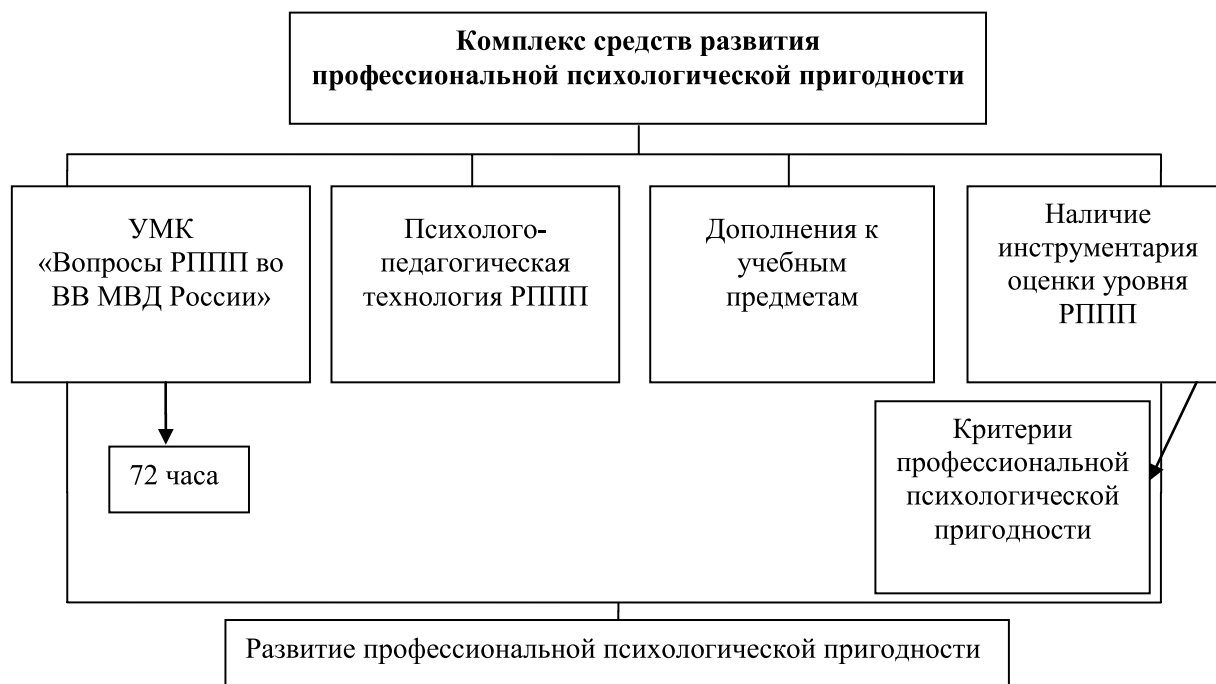 Комплекс средств развития
профессиональной психологической пригодности
УМК
«Вопросы РППП во
ВВ МВД России»
Психолого-
педагогическая
технология РППП
Дополнения к
учебным
предметам
Наличие
инструментария
оценки уровня
РППП
72 часа
Критерии
профессиональной
психологической
пригодности
Развитие профессиональной психологической пригодности